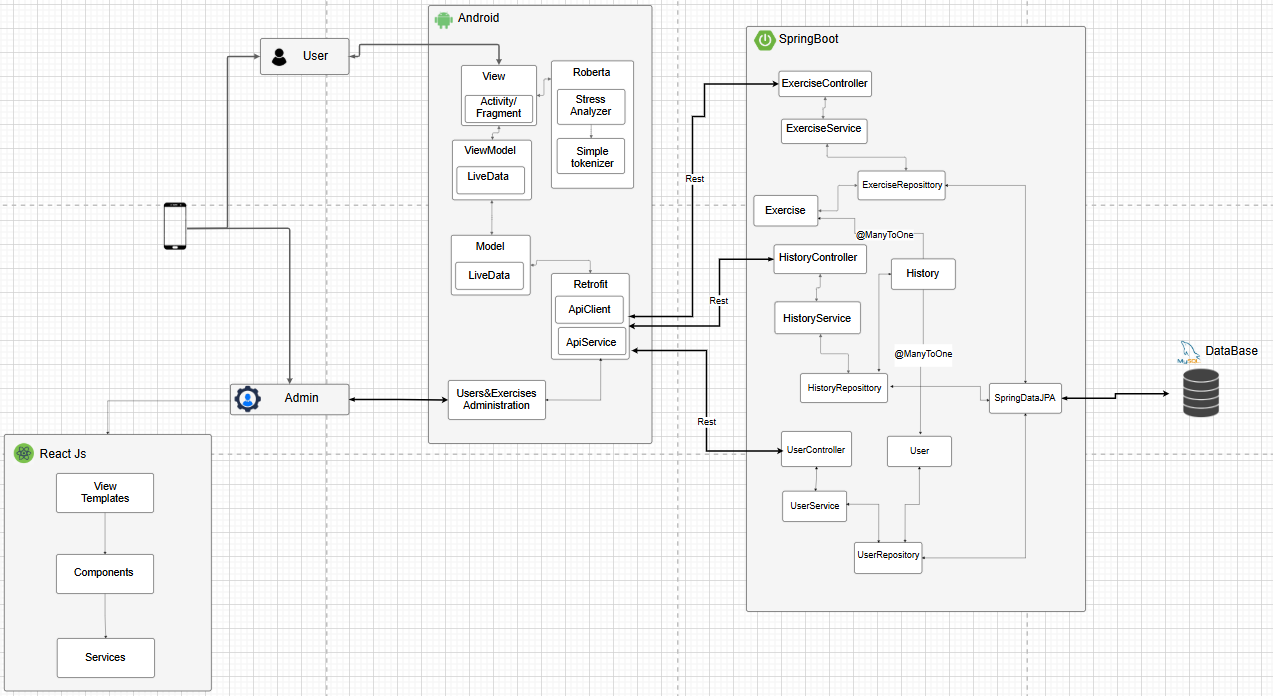 Android
User
View
Activity/
Fragment
Roberta
Stress
Analyzer
Simple
tokenizer
ViewModel
LiveData
Model
LiveData
Retrofit
ApiClient
ApiService
Users&Exercises
Administration
Admin
React Js
View
Templates
Components
Services
Rest
Rest
Rest
SpringBoot
ExerciseController
ExerciseService
ExerciseReposittory
Exercise
@ManyToOne
HistoryController
History
HistoryService
@ManyToOne
HistoryReposittory
SpringDataJPA
UserController
User
UserService
UserRepository
MySQL
DataBase